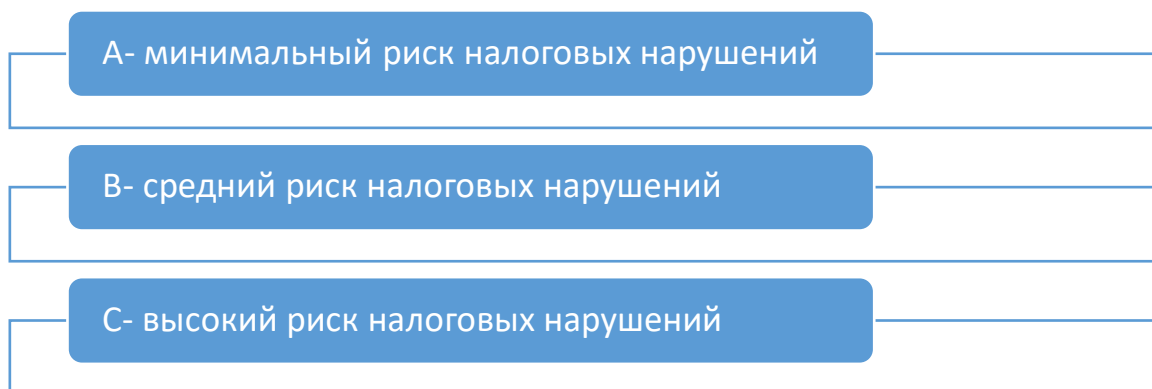 A- минимальный риск налоговых нарушений
B- средний риск налоговых нарушений
C- высокий риск налоговых нарушений